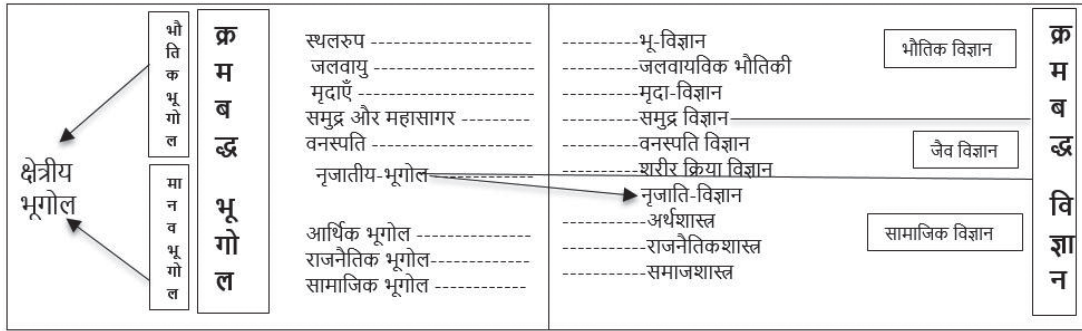 क्षेत्रीय
भूगोल
भौतिक भूगोल
मानव भूगोल
क्रमबद्ध भूगोल
स्थलरुप --------------------- ----------भू-विज्ञान
जलवायु --------------------- ----------जलवायविक भौतिकी
मृदाएँ --------------------- ----------मृदा-विज्ञान
समुद्र और महासागर --------- ----------समुद्र विज्ञान
वनस्पति --------------------- ----------वनस्पति विज्ञान
----------शरीर क्रिया विज्ञान
नृजातीय-भूगोल-------------- नृजाति-विज्ञान
----------अर्थशास्त्र
आर्थिक भूगोल --------------- ----------राजनैतिकशास्त्र
राजनैतिक भूगोल------------- ----------समाजशास्त्र
सामाजिक भूगोल ------------
भौतिक विज्ञान
जैव विज्ञान
सामाजिक विज्ञान
क्रमबद्ध विज्ञान